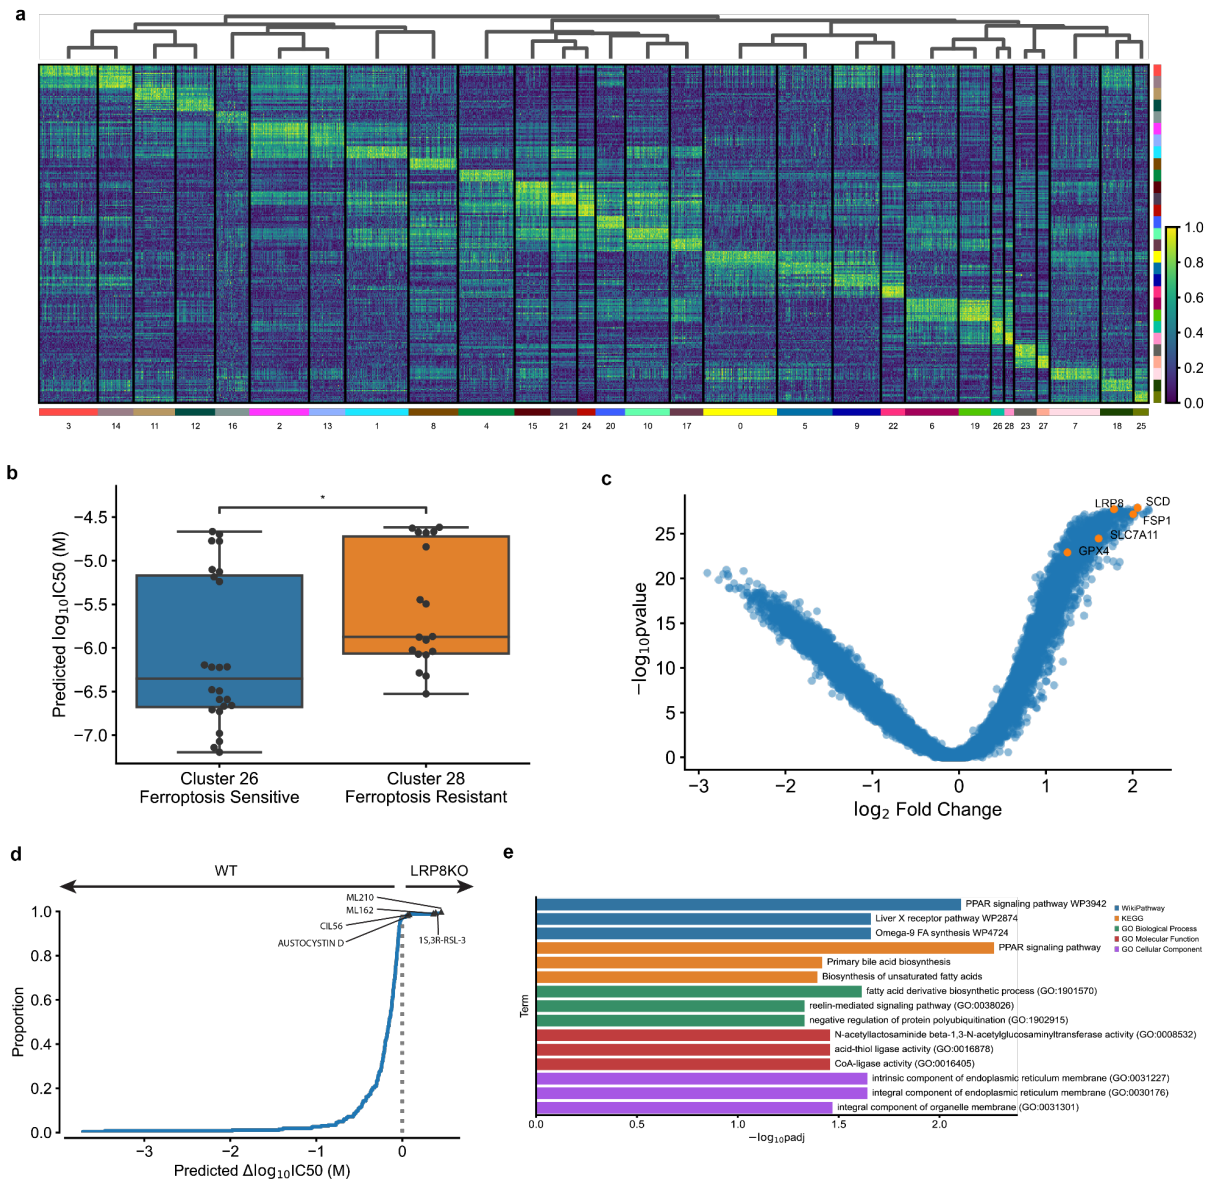 a
1.0
0.8
0.6
0.4
0.2
0.0
3 14 11 12 16 2 13 1 8 4 15 21 24 20 10 17 0 5 9 22 6 19 26 28 23 27 7 18 25
b
Predicted log10IC50 (M)
−4.5
−5.0
−5.5
−6.0
−6.5
−7.0
*
Cluster 26
Ferroptosis Sensitive
Cluster 28
Ferroptosis Resistant
c
−log10pvalue
25
20
15
10
5
0
LRP8
SCD
FSP1
SLC7A11
GPX4
−3 −2 −1 0 1 2
log2 Fold Change
d
WT
LRP8KO
Proportion
1.0
0.8
0.6
0.4
0.2
0.0
ML210
ML162
CIL56
AUSTOCYSTIN D
1S,3R-RSL-3
−3 −2 −1 0
Predicted Δlog10IC50 (M)
e
Term
PPAR signaling pathway WP3942
Liver X receptor pathway WP2874
Omega-9 FA synthesis WP4724
PPAR signaling pathway
Primary bile acid biosynthesis
Biosynthesis of unsaturated fatty acids
fatty acid derivative biosynthetic process (GO:1901570)
reelin-mediated signaling pathway (GO:0038026)
negative regulation of protein polyubiquitination (GO:1902915)
N-acetyllactosaminide beta-1,3-N-acetylglucosaminyltransferase activity (GO:0008532)
acid-thiol ligase activity (GO:0016878)
CoA-ligase activity (GO:0016405)
intrinsic component of endoplasmic reticulum membrane (GO:0031227)
integral component of endoplasmic reticulum membrane (GO:0030176)
integral component of organelle membrane (GO:0031301)
WikiPathway
KEGG
GO Biological Process
GO Molecular Function
GO Cellular Component
0.0 0.5 1.0 1.5 2.0
−log10padj